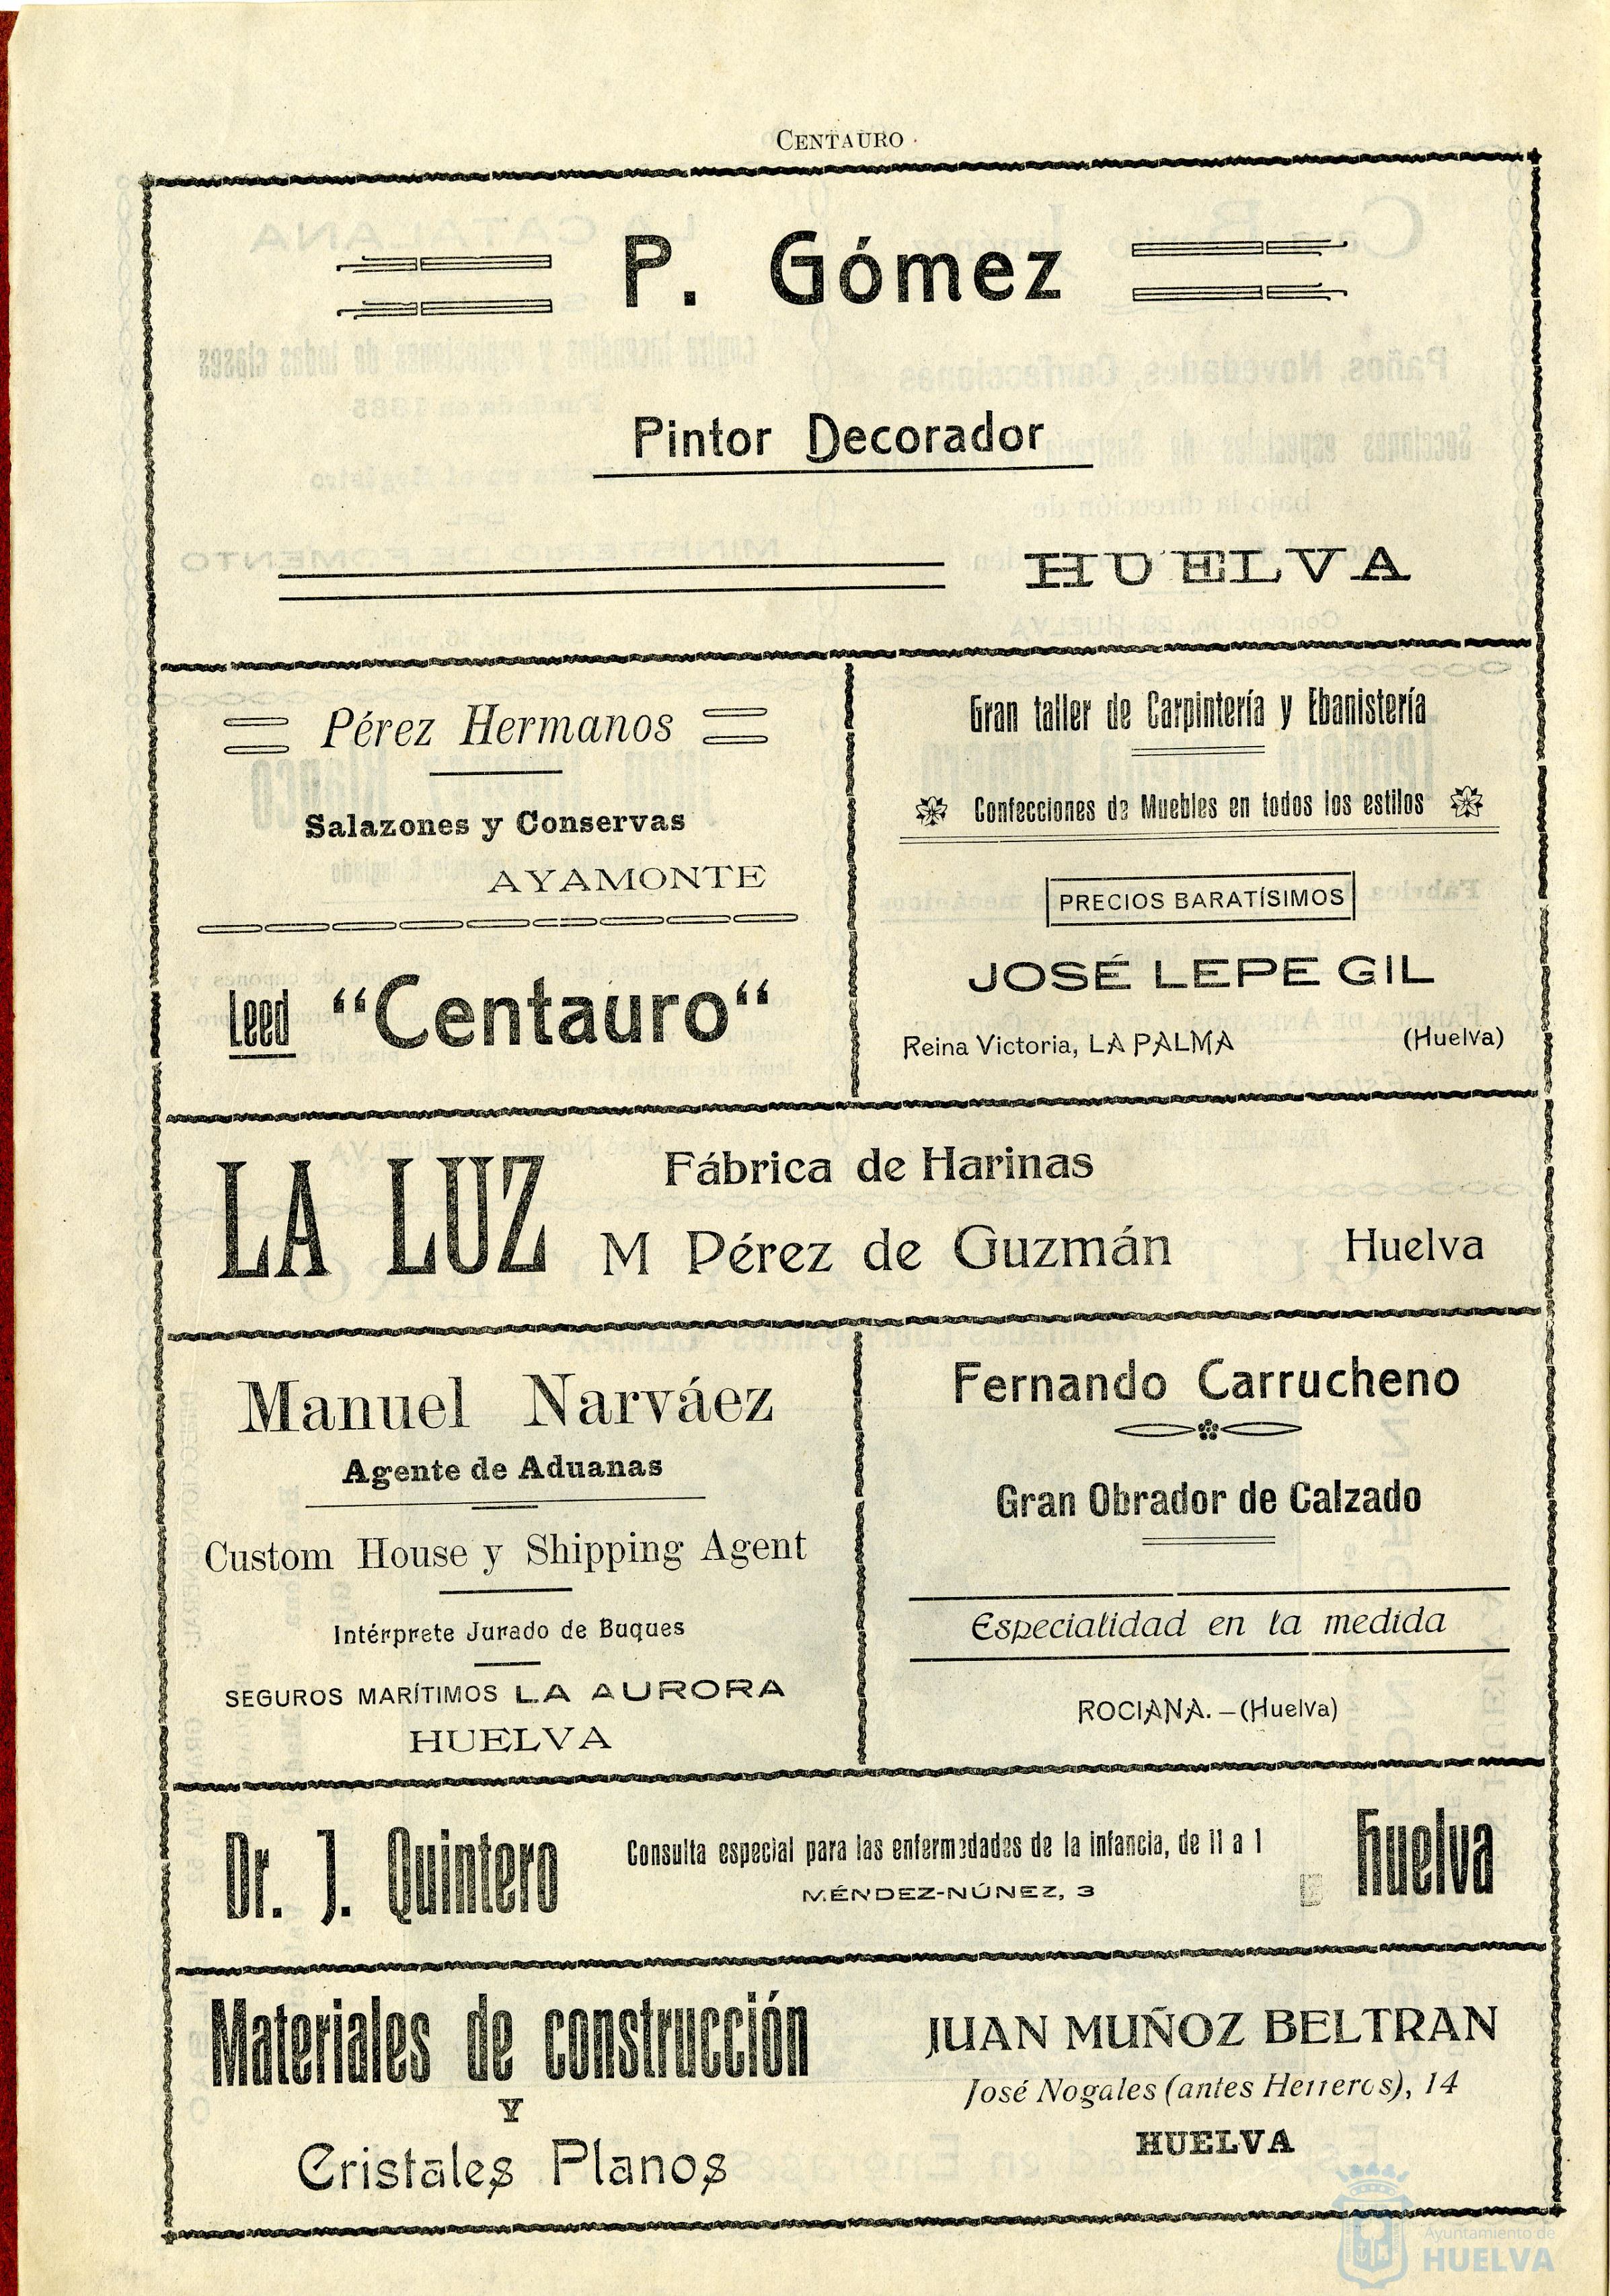 CENTAURO
P. Gómez
Pintor Decorador
HUELVA
Pérez Hermanos
Salazones y Conservas
AYAMONTE
Leed "Centauro"
Gran taller de Carpintería y Ebanistería
Confecciones de Muebles en todos los estilos
PRECIOS BARATÍSIMOS
JOSÉ LEPE GIL
Reina Victoria, LA PALMA (Huelva)
LA LUZ
Fábrica de Harinas
M Pérez de Guzmán Huelva
Manuel Narváez
Agente de Aduanas
Custom House y Shipping Agent
Intérprete Jurado de Buques
SEGUROS MARÍTIMOS LA AURORA
HUELVA
Fernando Carrucheno
Gran Obrador de Calzado
Especialidad en la medida
ROCIANA.—(Huelva)
Dr. J. Quintero
Consulta especial para las enfermedades de la infancia, de 11 a 1
MÉNDEZ-NÚNEZ, 3
Huelva
Materiales de construcción
Y
Cristales Planos
JUAN MUÑOZ BELTRAN
José Nogales (antes Herreros), 14
HUELVA
Ayuntamiento de
HUELVA